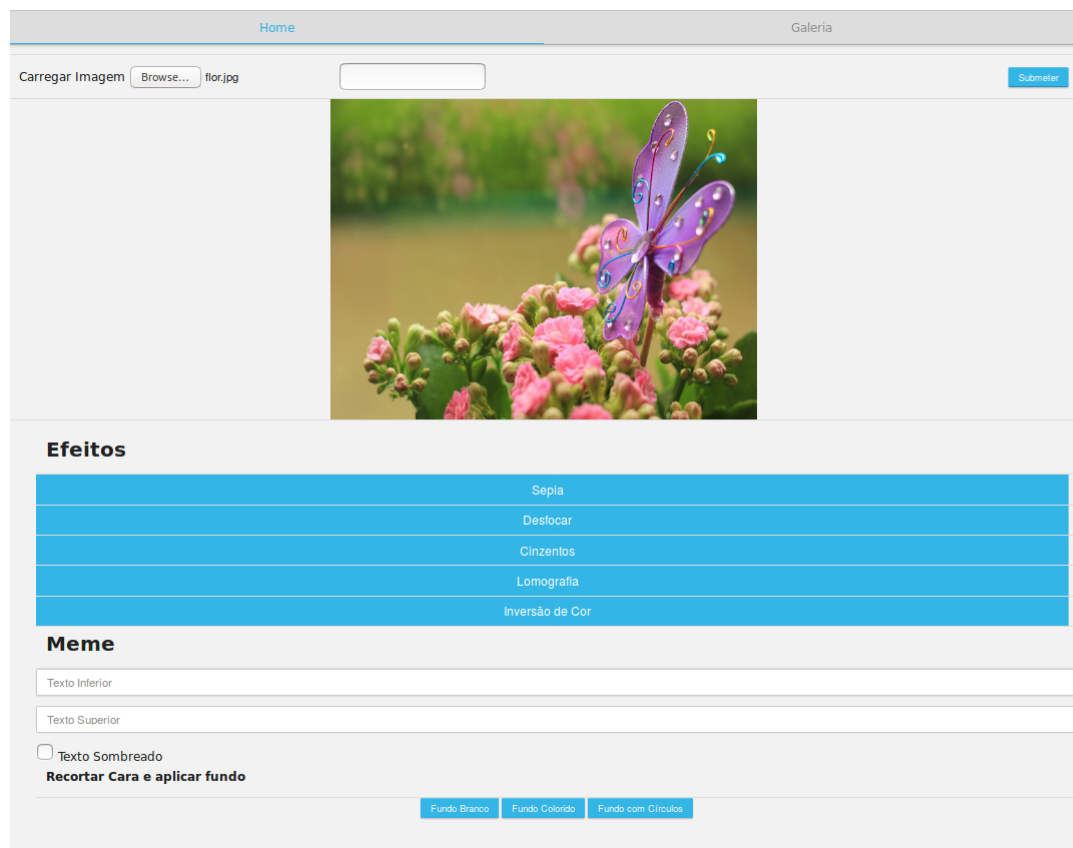 Home Galeria
Carregar Imagem Browse... flor.jpg Submeter
Efeitos
Sepia
Desfocar
Cinzentos
Lomografia
Inversão de Cor
Meme
Texto Inferior
Texto Superior
Texto Sombreado
Recortar Cara e aplicar fundo
Fundo Branco Fundo Colorido Fundo com Círculos